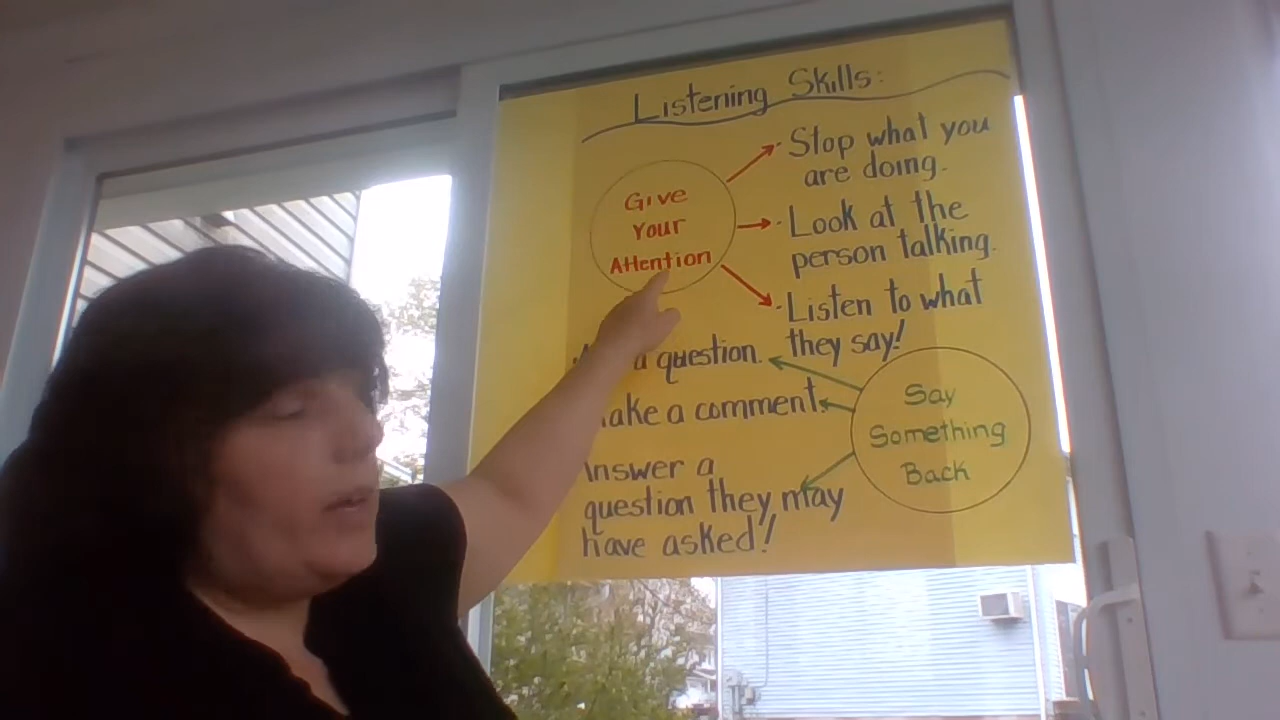 Listening Skills:
Give
Your
Attention
- Stop what you
are doing.
- Look at the
person talking.
- Listen to what
they say!
Say
Something
Back
a question.
make a comment.
Answer a
question they may
have asked!